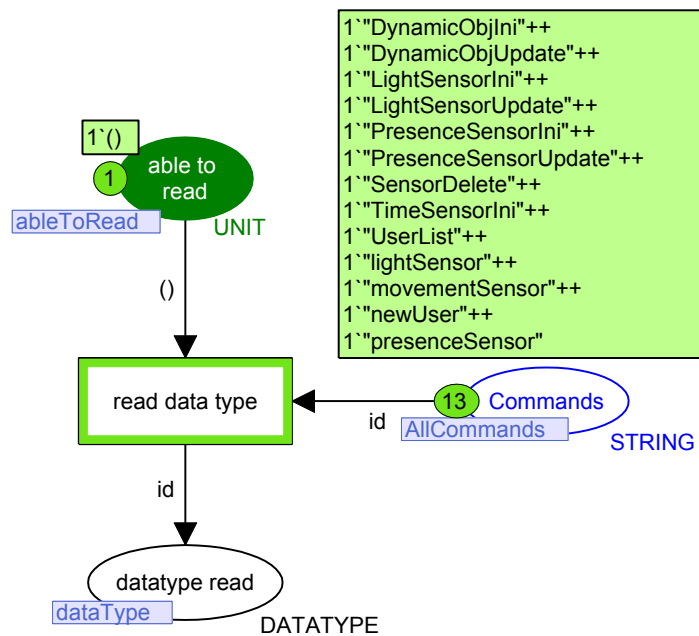 1`"DynamicObjIni"++
1`"DynamicObjUpdate"++
1`"LightSensorIni"++
1`"LightSensorUpdate"++
1`"PresenceSensorIni"++
1`"PresenceSensorUpdate"++
1`"SensorDelete"++
1`"TimeSensorIni"++
1`"UserList"++
1`"lightSensor"++
1`"movementSensor"++
1`"newUser"++
1`"presenceSensor"
1`()
1
able to
read
ableToRead
UNIT
()
read data type
id
13
Commands
AllCommands
STRING
id
datatype read
dataType
DATATYPE